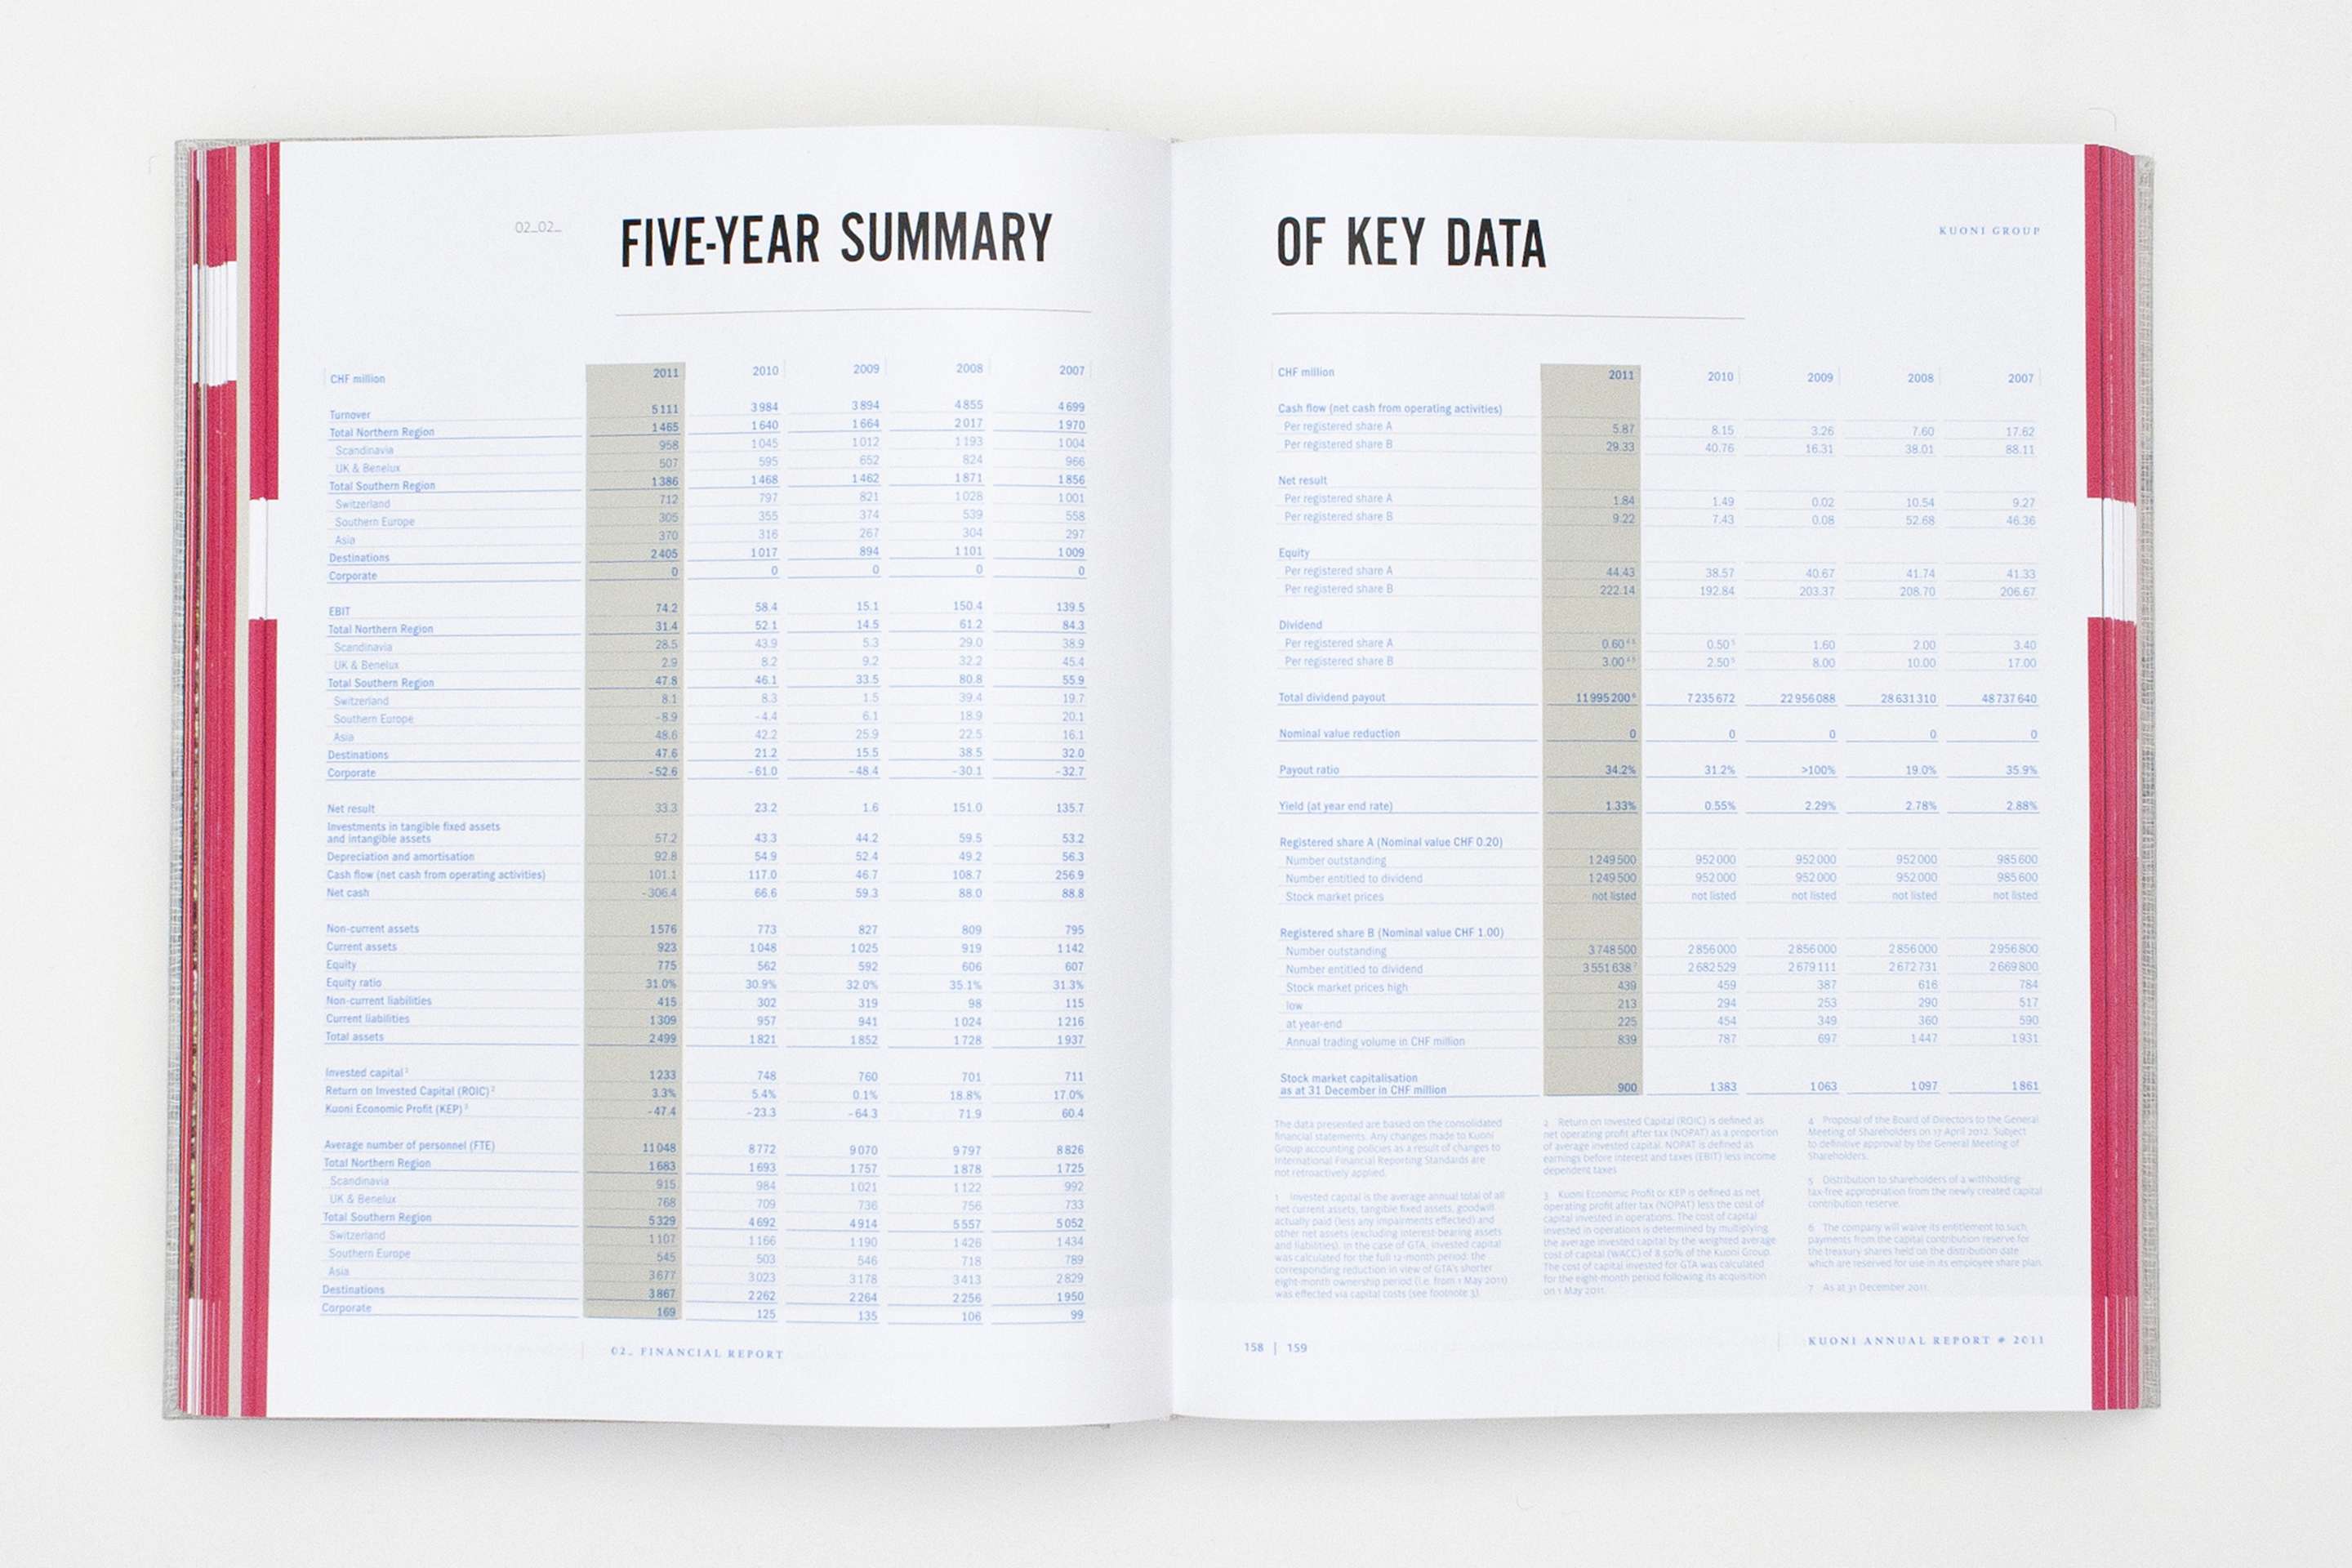 02_02_
FIVE-YEAR SUMMARY
CHF million 2011 2010 2009 2008 2007
Turnover 5111 3984 3894 4855 4699
Total Northern Region 1465 1640 1664 2017 1970
Scandinavia 958 1045 1012 1193 1004
UK & Benelux 507 595 652 824 966
Total Southern Region 1386 1468 1462 1871 1856
Switzerland 712 797 821 1028 1001
Southern Europe 305 355 374 539 558
Asia 370 316 267 304 297
Destinations 2405 1017 894 1101 1009
Corporate 0 0 0 0 0
EBIT 74.2 58.4 15.1 150.4 139.5
Total Northern Region 31.4 52.1 14.5 61.2 84.3
Scandinavia 28.5 43.9 5.3 29.0 38.9
UK & Benelux 2.9 8.2 9.2 32.2 45.4
Total Southern Region 47.8 46.1 33.5 80.8 55.9
Switzerland 8.1 8.3 1.5 39.4 19.7
Southern Europe -8.9 -4.4 6.1 18.9 20.1
Asia 48.6 42.2 25.9 22.5 16.1
Destinations 47.6 21.2 15.5 38.5 32.0
Corporate -52.6 -61.0 -48.4 -30.1 -32.7
Net result 33.3 23.2 1.6 151.0 135.7
Investments in tangible fixed assets
and intangible assets 57.2 43.3 44.2 59.5 53.2
Depreciation and amortisation 92.8 54.9 52.4 49.2 56.3
Cash flow (net cash from operating activities) 101.1 117.0 46.7 108.7 256.9
Net cash -306.4 66.6 59.3 88.0 88.8
Non-current assets 1576 773 827 809 795
Current assets 923 1048 1025 919 1142
Equity 775 562 592 606 607
Equity ratio 31.0% 30.9% 32.0% 35.1% 31.3%
Non-current liabilities 415 302 319 98 115
Current liabilities 1309 957 941 1024 1216
Total assets 2499 1821 1852 1728 1937
Invested capital¹ 1233 748 760 701 711
Return on Invested Capital (ROIC)² 3.3% 5.4% 0.1% 18.8% 17.0%
Kuoni Economic Profit (KEP)³ -47.4 -23.3 -64.3 71.9 60.4
Average number of personnel (FTE) 11048 8772 9070 9797 8826
Total Northern Region 1683 1693 1757 1878 1725
Scandinavia 915 984 1021 1122 992
UK & Benelux 768 709 736 756 733
Total Southern Region 5329 4692 4914 5557 5052
Switzerland 1107 1166 1190 1426 1434
Southern Europe 545 503 546 718 789
Asia 3677 3023 3178 3413 2829
Destinations 3867 2262 2264 2256 1950
Corporate 169 125 135 106 99
02_ FINANCIAL REPORT
OF KEY DATA
KUONI GROUP
CHF million 2011 2010 2009 2008 2007
Cash flow (net cash from operating activities)
Per registered share A 5.87 8.15 3.26 7.60 17.62
Per registered share B 29.33 40.76 16.31 38.01 88.11
Net result
Per registered share A 1.84 1.49 0.02 10.54 9.27
Per registered share B 9.22 7.43 0.08 52.68 46.36
Equity
Per registered share A 44.43 38.57 40.67 41.74 41.33
Per registered share B 222.14 192.84 203.37 208.70 206.67
Dividend
Per registered share A 0.60⁴ ⁵ 0.50⁵ 1.60 2.00 3.40
Per registered share B 3.00⁴ ⁵ 2.50⁵ 8.00 10.00 17.00
Total dividend payout 11995200⁶ 7235672 22956088 28631310 48737640
Nominal value reduction 0 0 0 0 0
Payout ratio 34.2% 31.2% >100% 19.0% 35.9%
Yield (at year end rate) 1.33% 0.55% 2.29% 2.78% 2.88%
Registered share A (Nominal value CHF 0.20)
Number outstanding 1249500 952000 952000 952000 985600
Number entitled to dividend 1249500 952000 952000 952000 985600
Stock market prices not listed not listed not listed not listed not listed
Registered share B (Nominal value CHF 1.00)
Number outstanding 3748500 2856000 2856000 2856000 2956800
Number entitled to dividend 3551638⁷ 2682529 2679111 2672731 2669800
Stock market prices high 439 459 387 616 784
low 213 294 253 290 517
at year-end 225 454 349 360 590
Annual trading volume in CHF million 839 787 697 1447 1931
Stock market capitalisation
as at 31 December in CHF million 900 1383 1063 1097 1861
The data presented are based on the consolidated
financial statements. Any changes made to Kuoni
Group accounting policies as a result of changes to
International Financial Reporting Standards are
not retroactively applied.
1 Invested capital is the average annual total of all
net current assets, tangible fixed assets, goodwill
actually paid (less any impairments effected) and
other net assets (excluding interest-bearing assets
and liabilities). In the case of GTA, invested capital
was calculated for the full 12-month period; the
corresponding reduction in view of GTA's shorter
eight-month ownership period (i.e. from 1 May 2011)
was effected via capital costs (see footnote 3).
2 Return on Invested Capital (ROIC) is defined as
net operating profit after tax (NOPAT) as a proportion
of average invested capital. NOPAT is defined as
earnings before interest and taxes (EBIT) less income
dependent taxes.
3 Kuoni Economic Profit or KEP is defined as net
operating profit after tax (NOPAT) less the cost of
capital invested in operations. The cost of capital
invested in operations is determined by multiplying
the average invested capital by the weighted average
cost of capital (WACC) of 8.50% of the Kuoni Group.
The cost of capital invested for GTA was calculated
for the eight-month period following its acquisition
on 1 May 2011.
4 Proposal of the Board of Directors to the General
Meeting of Shareholders on 17 April 2012. Subject
to definitive approval by the General Meeting of
Shareholders.
5 Distribution to shareholders of a withholding
tax-free appropriation from the newly created capital
contribution reserve.
6 The company will waive its entitlement to such
payments from the capital contribution reserve for
the treasury shares held on the distribution date
which are reserved for use in its employee share plan.
7 As at 31 December 2011.
158 | 159
KUONI ANNUAL REPORT * 2011